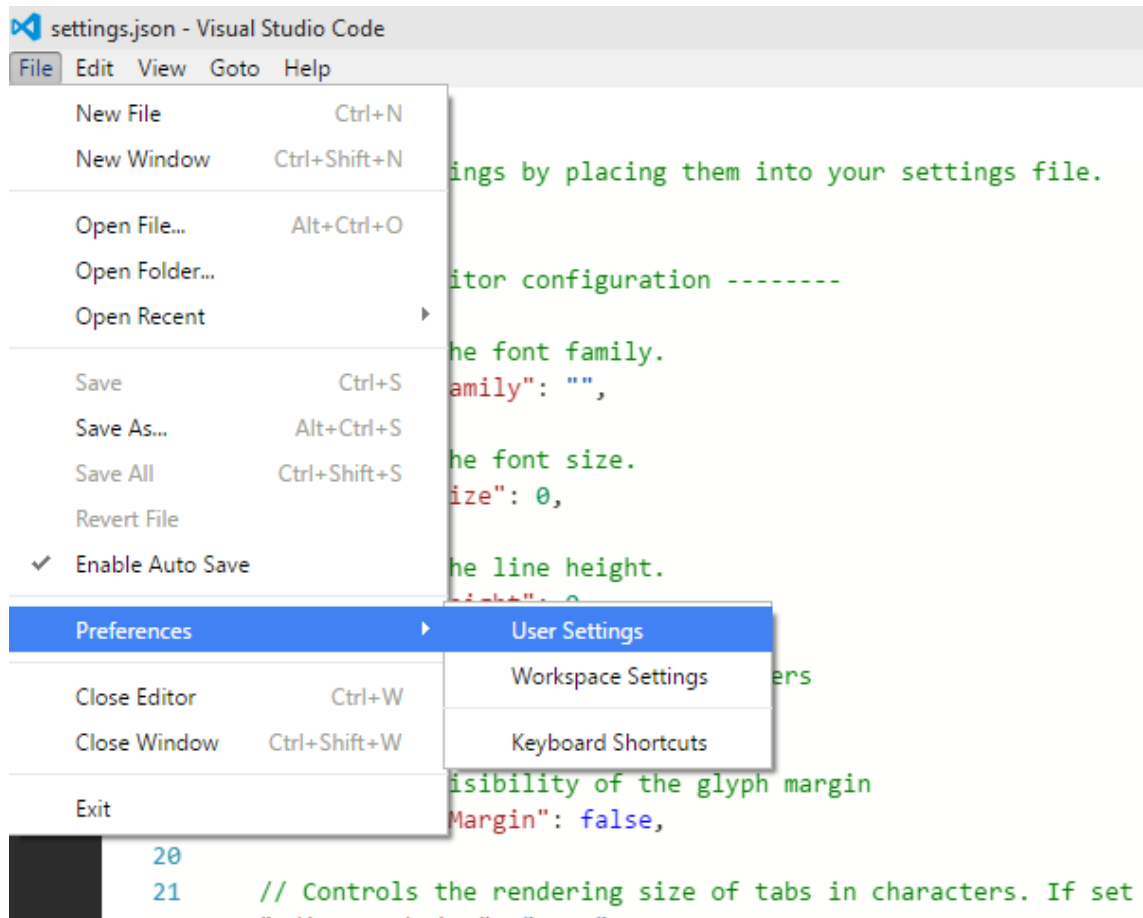 settings.json - Visual Studio Code
File Edit View Goto Help
New File Ctrl+N
New Window Ctrl+Shift+N
ings by placing them into your settings file.
Open File... Alt+Ctrl+O
Open Folder...
itor configuration --------
Open Recent
he font family.
Save Ctrl+S
amily": "",
Save As... Alt+Ctrl+S
he font size.
Save All Ctrl+Shift+S
ize": 0,
Revert File
Enable Auto Save
he line height.
Preferences
User Settings
Workspace Settings
ers
Close Editor Ctrl+W
Close Window Ctrl+Shift+W
Keyboard Shortcuts
isibility of the glyph margin
Exit
Margin": false,
20
21 // Controls the rendering size of tabs in characters. If set